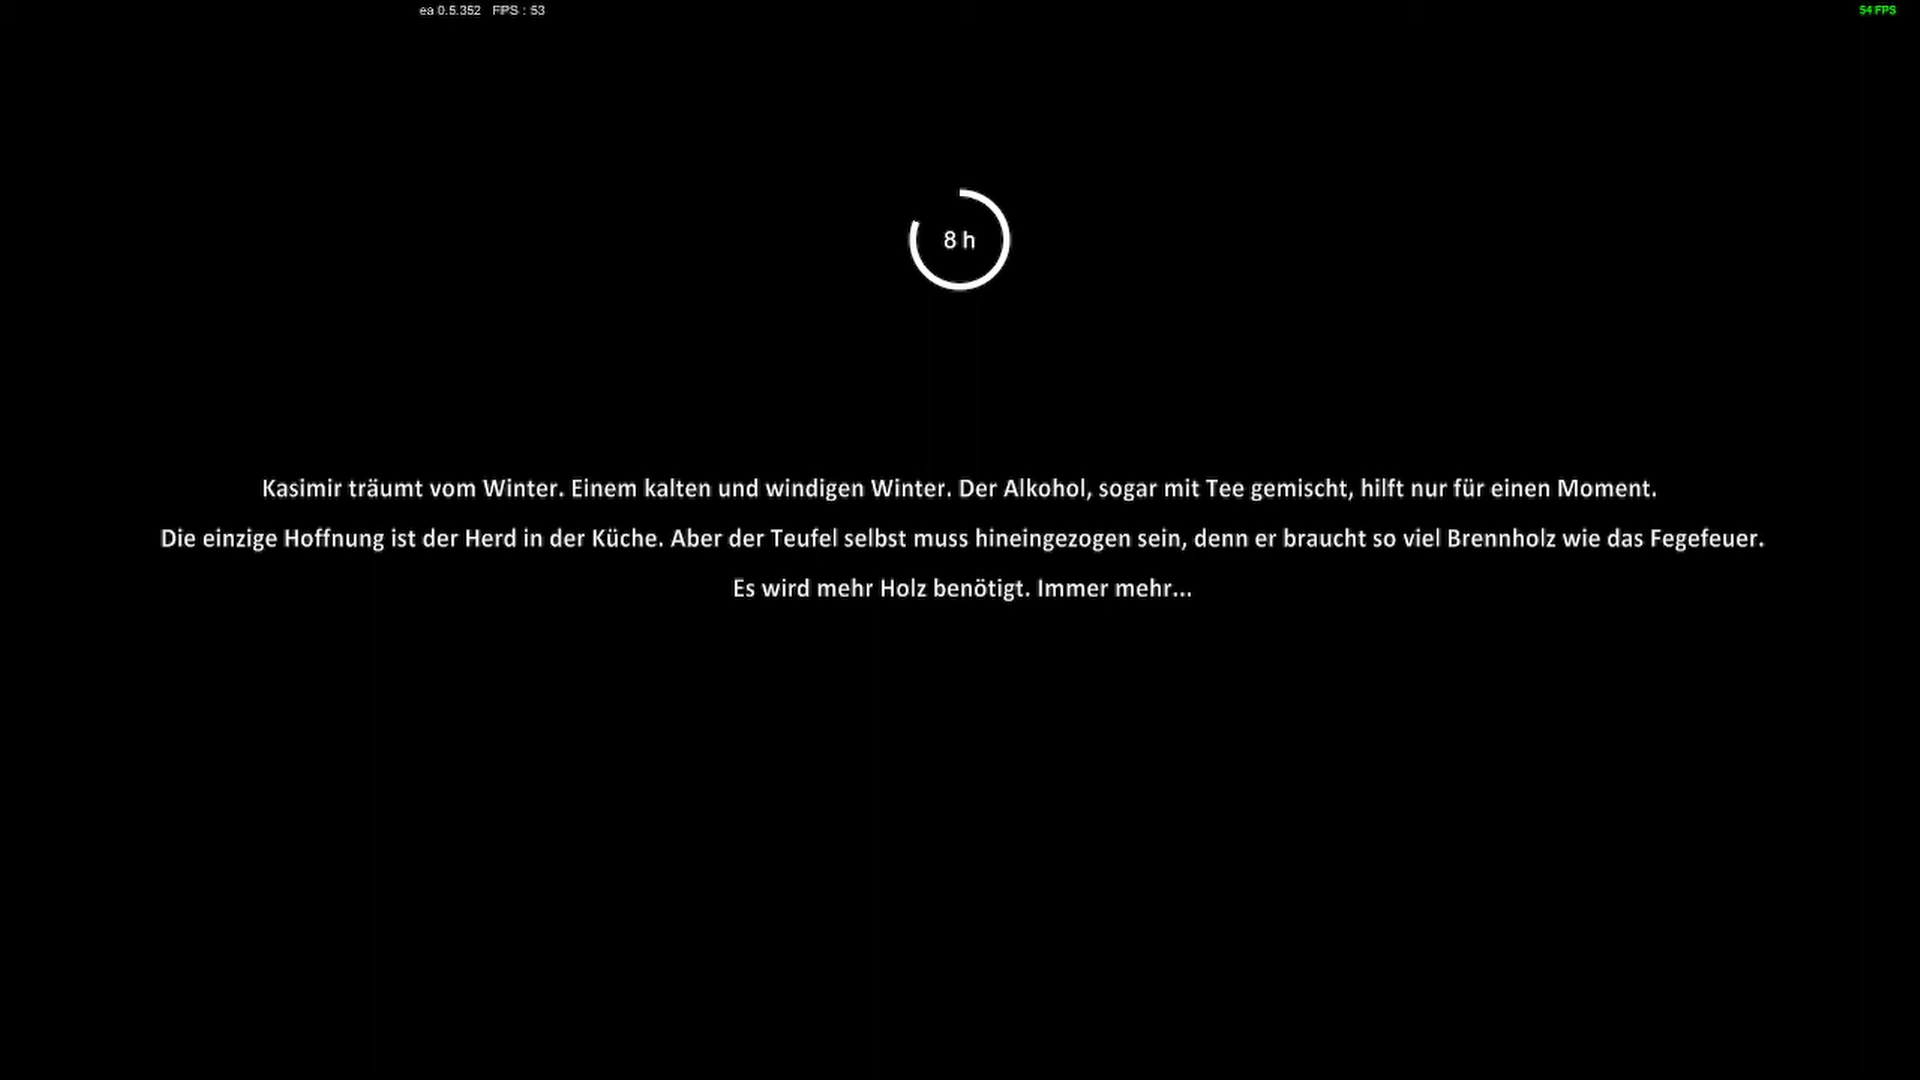 ea 0.5.352 FPS : 53
54 FPS
8 h
Kasimir träumt vom Winter. Einem kalten und windigen Winter. Der Alkohol, sogar mit Tee gemischt, hilft nur für einen Moment.
Die einzige Hoffnung ist der Herd in der Küche. Aber der Teufel selbst muss hineingezogen sein, denn er braucht so viel Brennholz wie das Fegefeuer.
Es wird mehr Holz benötigt. Immer mehr...